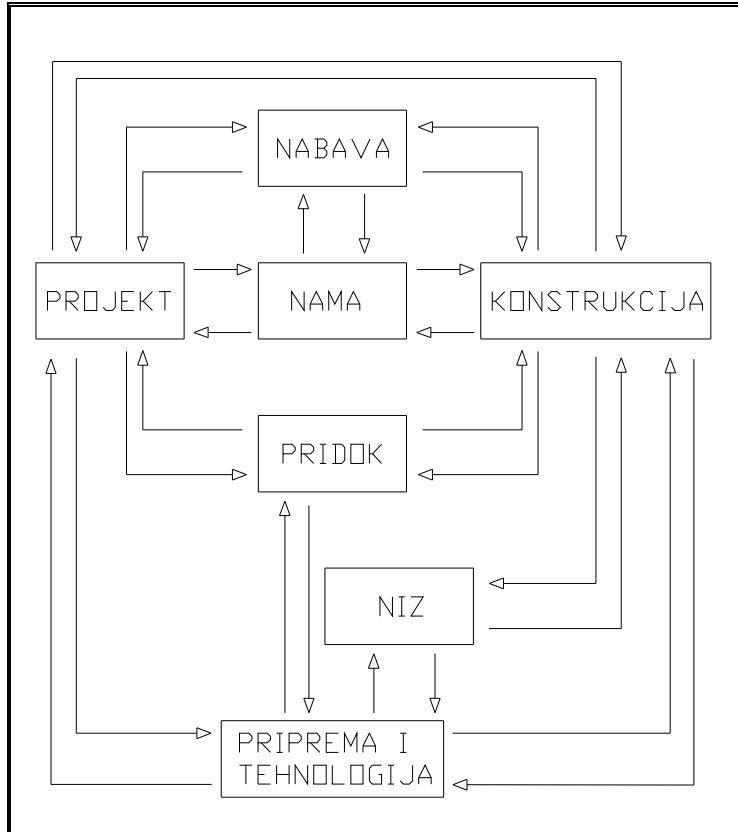 NABAVA
PROJEKT
NAMA
KONSTRUKCIJA
PRIDOK
NIZ
PRIPREMA I
TEHNOLOGIJA